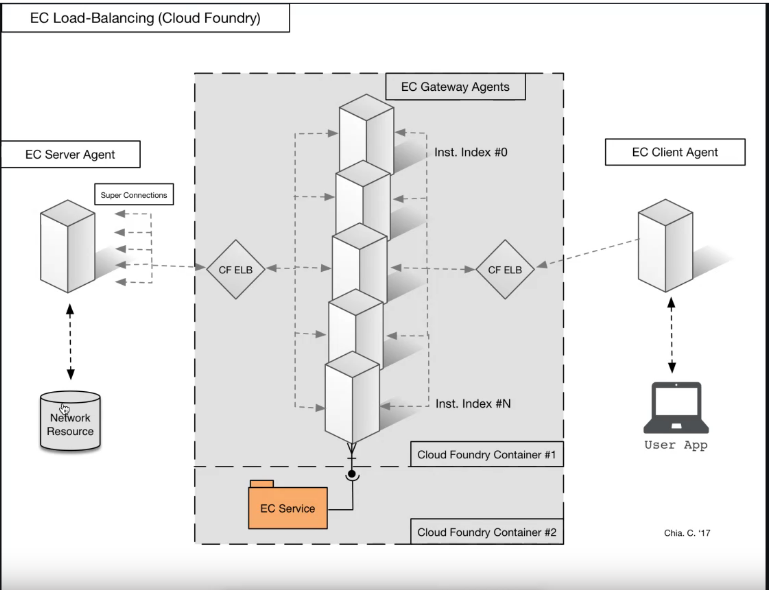 EC Load-Balancing (Cloud Foundry)
EC Gateway Agents
EC Server Agent
Inst. Index #0
EC Client Agent
Super Connections
CF ELB
CF ELB
Network
Resource
Inst. Index #N
User App
Cloud Foundry Container #1
EC Service
Cloud Foundry Container #2
Chia. C. '17